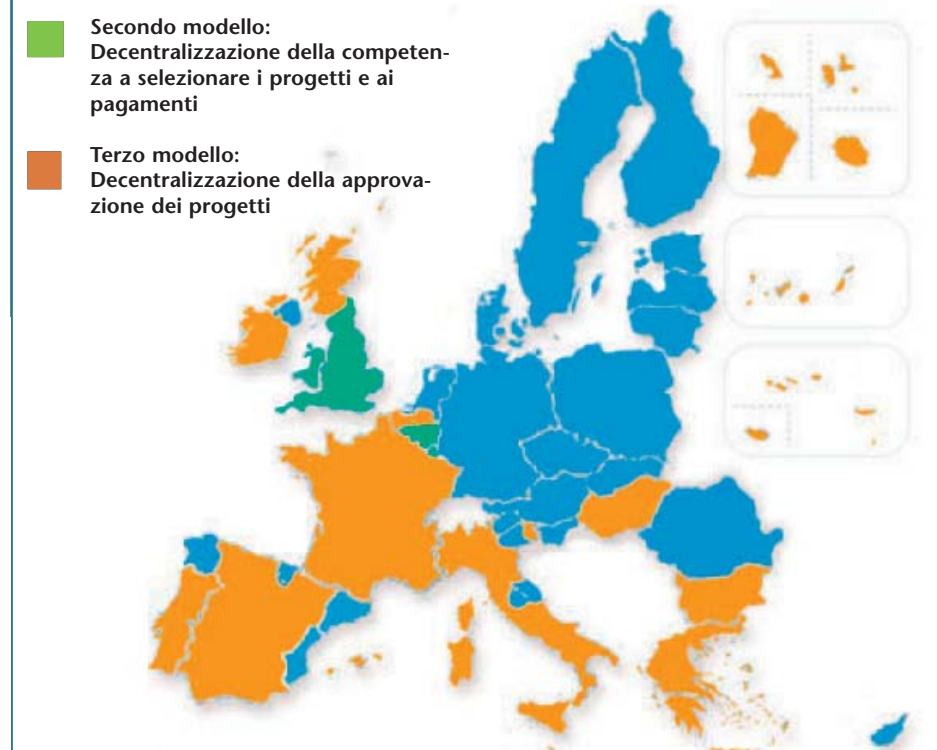 Secondo modello:
Decentralizzazione della competen-
za a selezionare i progetti e ai
pagamenti
Terzo modello:
Decentralizzazione della approva-
zione dei progetti